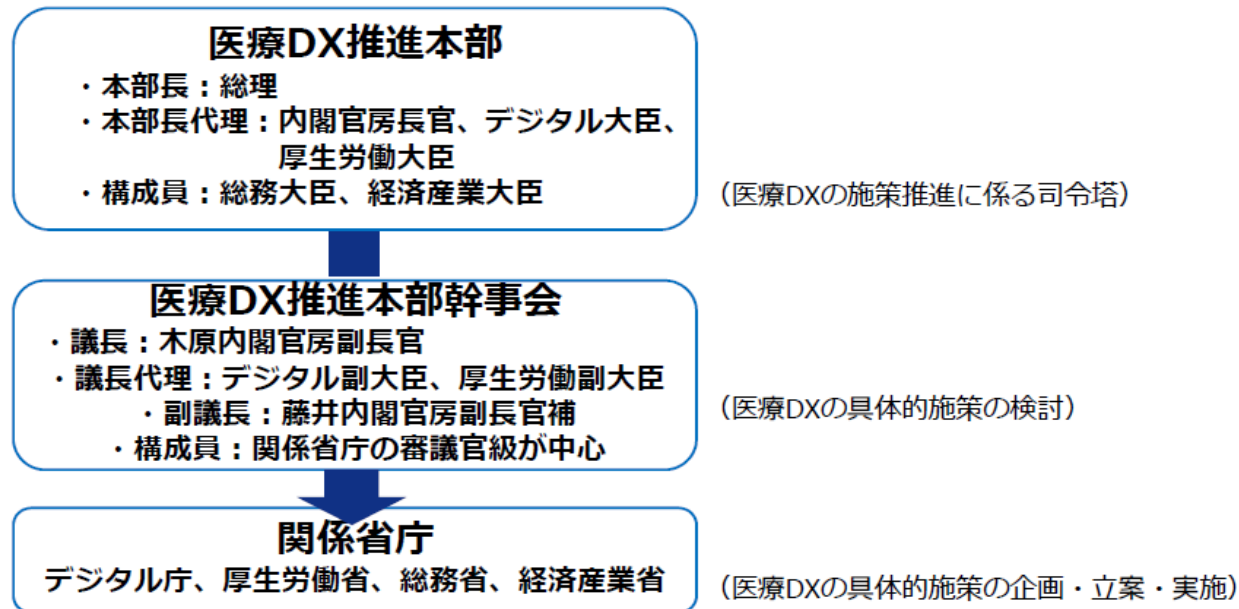 医療DX推進本部
・本部長：総理
・本部長代理：内閣官房長官、デジタル大臣、
厚生労働大臣
・構成員：総務大臣、経済産業大臣
（医療DXの施策推進に係る司令塔）
医療DX推進本部幹事会
・議長：木原内閣官房副長官
・議長代理：デジタル副大臣、厚生労働副大臣
・副議長：藤井内閣官房副長官補
・構成員：関係省庁の審議官級が中心
（医療DXの具体的施策の検討）
関係省庁
デジタル庁、厚生労働省、総務省、経済産業省
（医療DXの具体的施策の企画・立案・実施）